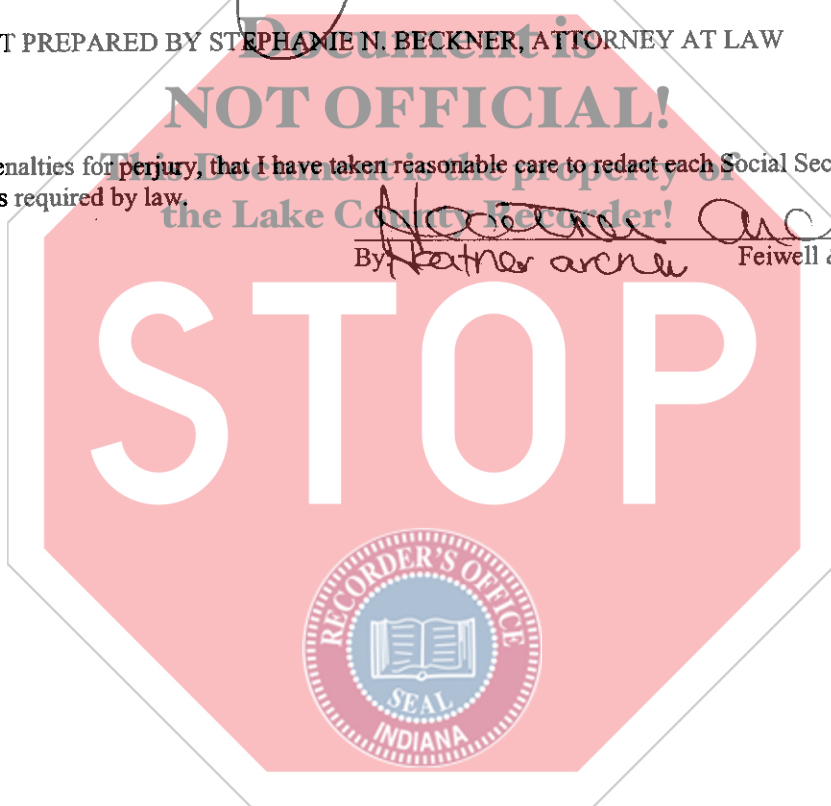 Document is
T PREPARED BY STEPHANIE N. BECKNER, ATTORNEY AT LAW
NOT OFFICIAL!
enalties for perjury, that I have taken reasonable care to redact each Social Sec
This Document is the property of
s required by law.
the Lake County Recorder!
By Heather archer Feiwell &
STOP
RECORDER'S OFFICE
SEAL
INDIANA